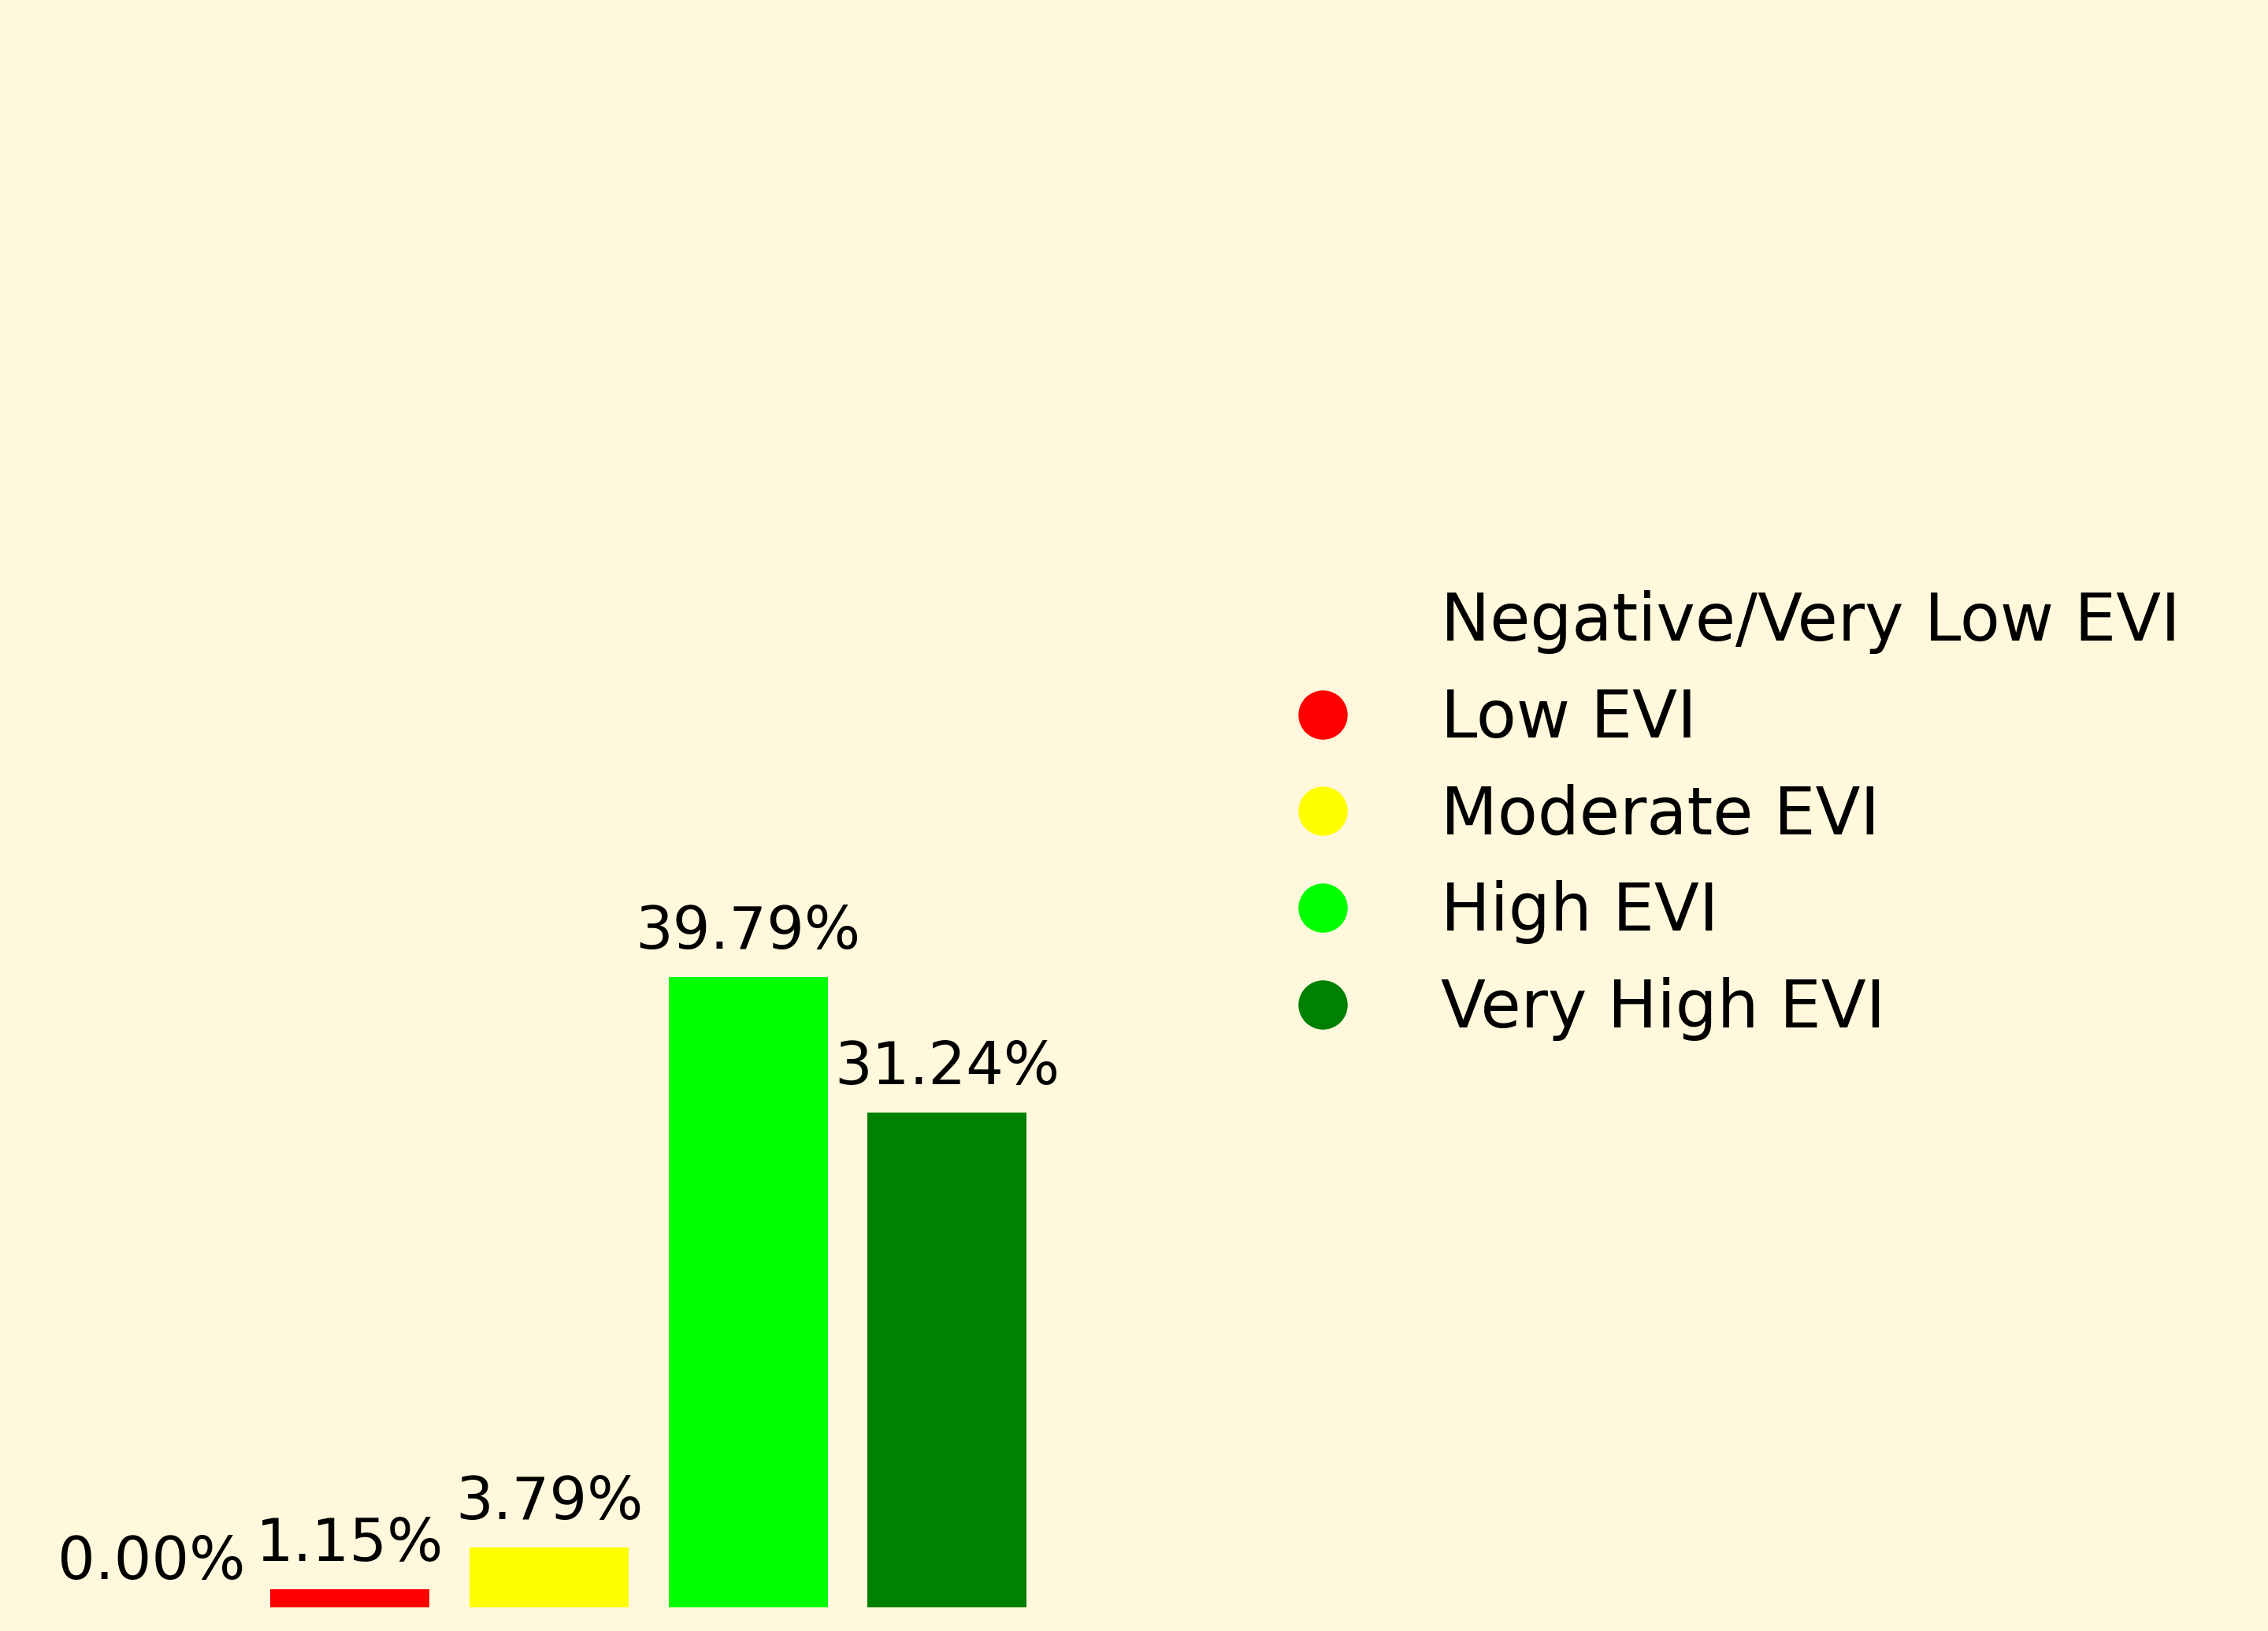 Negative/Very Low EVI
Low EVI
Moderate EVI
High EVI
Very High EVI
39.79%
31.24%
3.79%
1.15%
0.00%